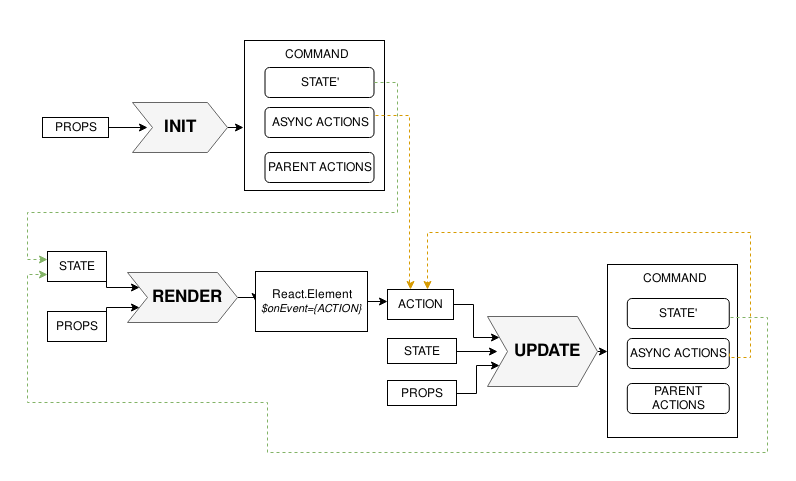 COMMAND
STATE'
PROPS
INIT
ASYNC ACTIONS
PARENT ACTIONS
STATE
PROPS
RENDER
React.Element
$onEvent={ACTION}
ACTION
STATE
PROPS
UPDATE
COMMAND
STATE'
ASYNC ACTIONS
PARENT
ACTIONS